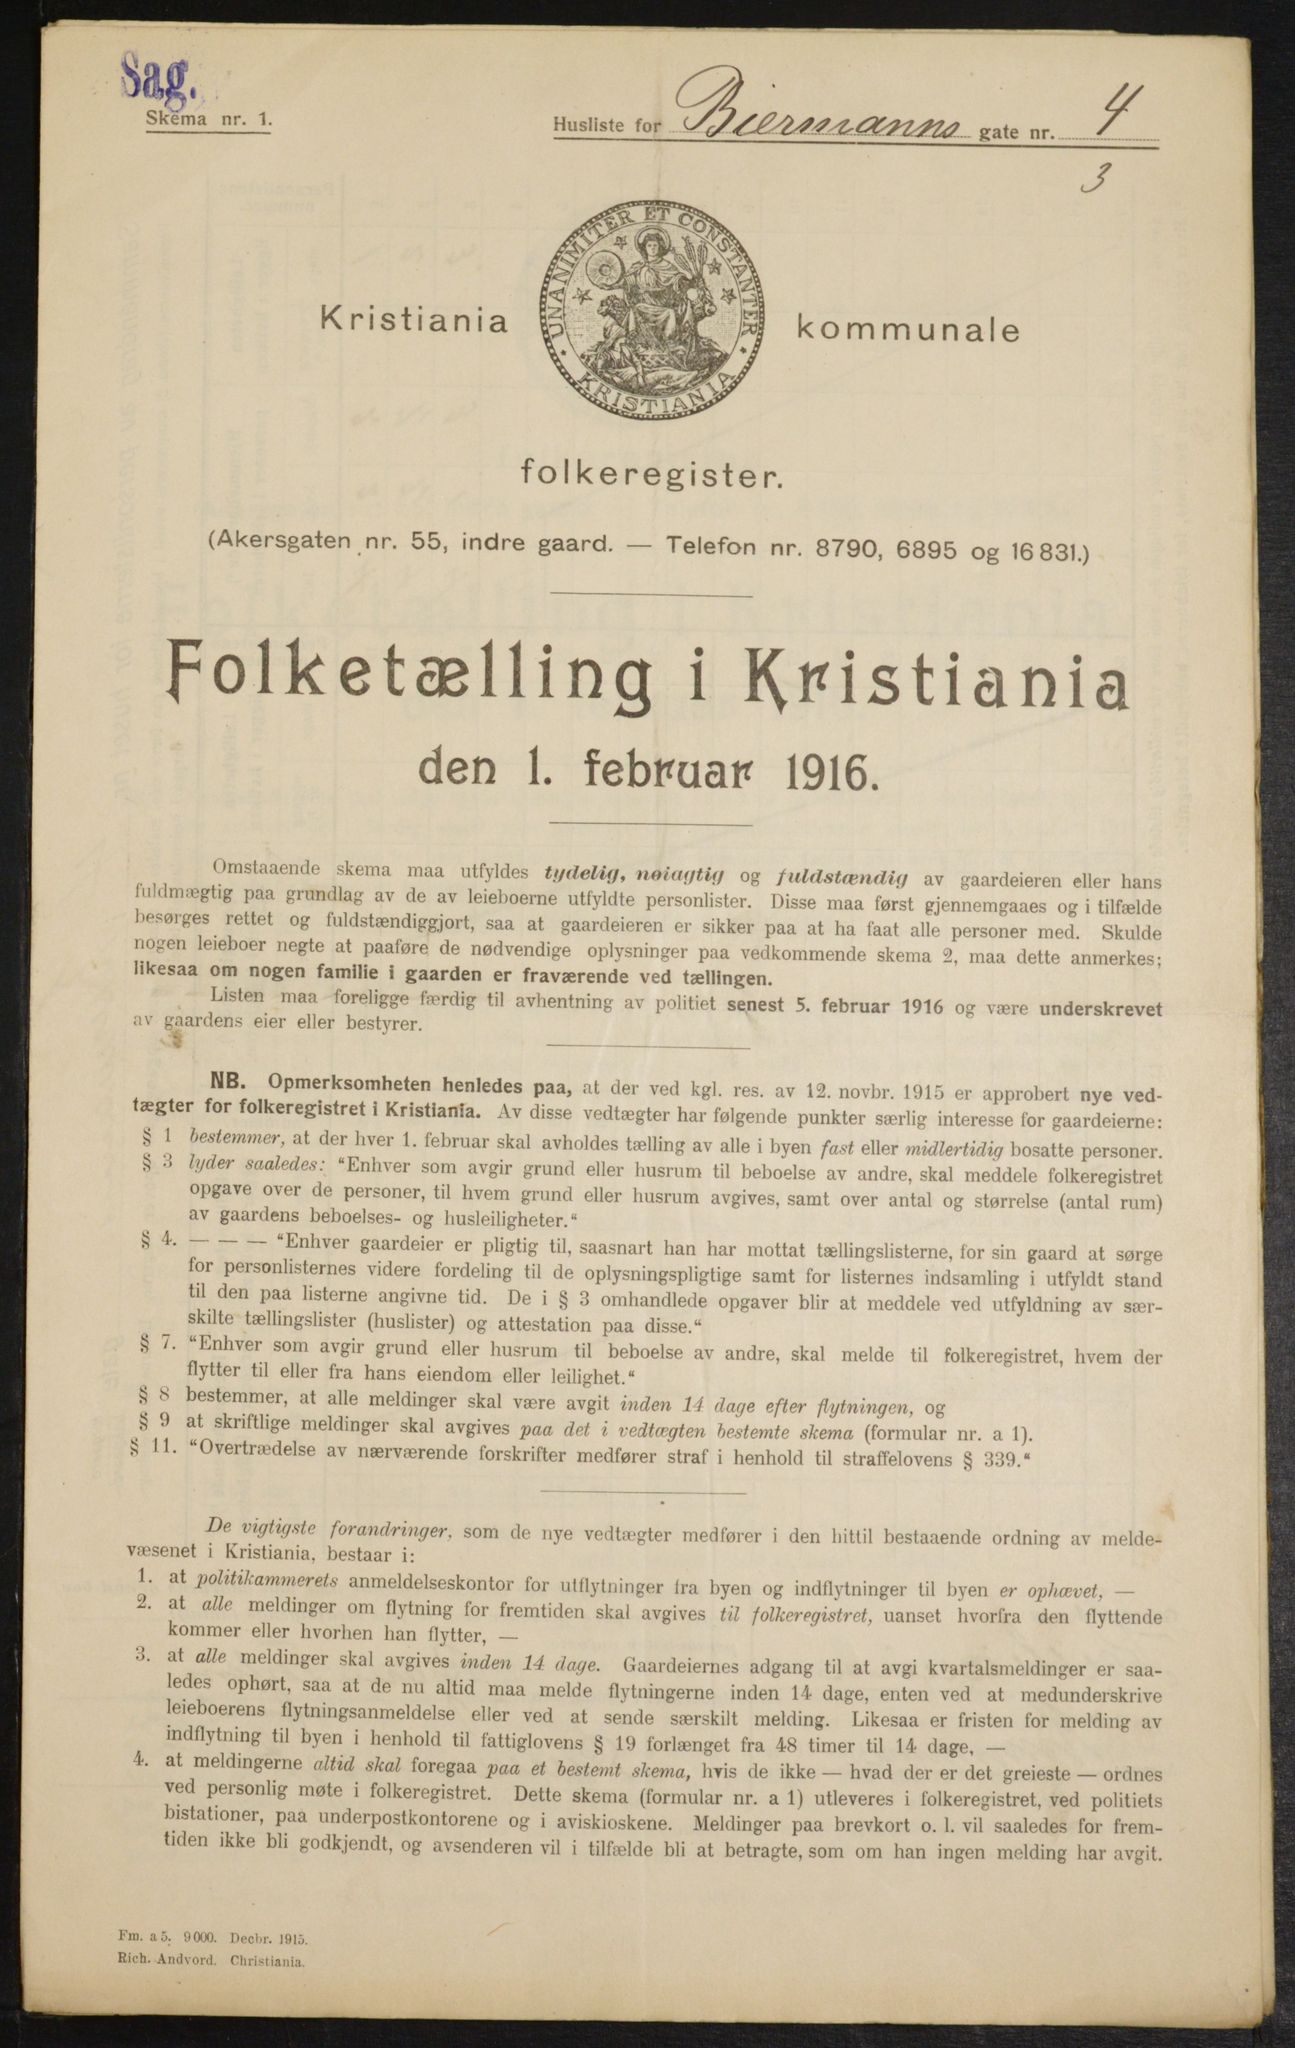 Sag.
Skema nr. 1.
Husliste for Biermanns gate nr. 4
3
UNANIMITER ET CONSTANTER
KRISTIANIA
Kristiania kommunale
folkeregister.
(Akersgaten nr. 55, indre gaard. — Telefon nr. 8790, 6895 og 16 831.)
Folketælling i Kristiania
den 1. februar 1916.
Omstaaende skema maa utfyldes tydelig, nøiagtig og fuldstændig av gaardeieren eller hans
fuldmægtig paa grundlag av de av leieboerne utfyldte personlister. Disse maa først gjennemgaaes og i tilfælde
besørges rettet og fuldstændiggjort, saa at gaardeieren er sikker paa at ha faat alle personer med. Skulde
nogen leieboer negte at paaføre de nødvendige oplysninger paa vedkommende skema 2, maa dette anmerkes;
likesaa om nogen familie i gaarden er fraværende ved tællingen.
Listen maa foreligge færdig til avhentning av politiet senest 5. februar 1916 og være underskrevet
av gaardens eier eller bestyrer.
NB. Opmerksomheten henledes paa, at der ved kgl. res. av 12. novbr. 1915 er approbert nye ved-
tægter for folkeregistret i Kristiania. Av disse vedtægter har følgende punkter særlig interesse for gaardeierne:
§ 1 bestemmer, at der hver 1. februar skal avholdes tælling av alle i byen fast eller midlertidig bosatte personer.
§ 3 lyder saaledes: “Enhver som avgir grund eller husrum til beboelse av andre, skal meddele folkeregistret
opgave over de personer, til hvem grund eller husrum avgives, samt over antal og størrelse (antal rum)
av gaardens beboelses- og husleiligheter.“
§ 4. — — — “Enhver gaardeier er pligtig til, saasnart han har mottat tællingslisterne, for sin gaard at sørge
for personlisternes videre fordeling til de oplysningspligtige samt for listernes indsamling i utfyldt stand
til den paa listerne angivne tid. De i § 3 omhandlede opgaver blir at meddele ved utfyldning av sær-
skilte tællingslister (huslister) og attestation paa disse.“
§ 7. “Enhver som avgir grund eller husrum til beboelse av andre, skal melde til folkeregistret, hvem der
flytter til eller fra hans eiendom eller leilighet.“
§ 8 bestemmer, at alle meldinger skal være avgit inden 14 dage efter flytningen, og
§ 9 at skriftlige meldinger skal avgives paa det i vedtægten bestemte skema (formular nr. a 1).
§ 11. “Overtrædelse av nærværende forskrifter medfører straf i henhold til straffelovens § 339.“
De vigtigste forandringer, som de nye vedtægter medfører i den hittil bestaaende ordning av melde-
væsenet i Kristiania, bestaar i:
1. at politikammerets anmeldelseskontor for utflytninger fra byen og indflytninger til byen er ophævet, —
2. at alle meldinger om flytning for fremtiden skal avgives til folkeregistret, uanset hvorfra den flyttende
kommer eller hvorhen han flytter, —
3. at alle meldinger skal avgives inden 14 dage. Gaardeiernes adgang til at avgi kvartalsmeldinger er saa-
ledes ophørt, saa at de nu altid maa melde flytningerne inden 14 dage, enten ved at medunderskrive
leieboerens flytningsanmeldelse eller ved at sende særskilt melding. Likesaa er fristen for melding av
indflytning til byen i henhold til fattiglovens § 19 forlænget fra 48 timer til 14 dage, —
4. at meldingerne altid skal foregaa paa et bestemt skema, hvis de ikke — hvad der er det greieste — ordnes
ved personlig møte i folkeregistret. Dette skema (formular nr. a 1) utleveres i folkeregistret, ved politiets
bistationer, paa underpostkontorene og i aviskioskene. Meldinger paa brevkort o. l. vil saaledes for frem-
tiden ikke bli godkjendt, og avsenderen vil i tilfælde bli at betragte, som om han ingen melding har avgit.
Fm. a 5. 9 000. Decbr. 1915.
Rich. Andvord. Christiania.